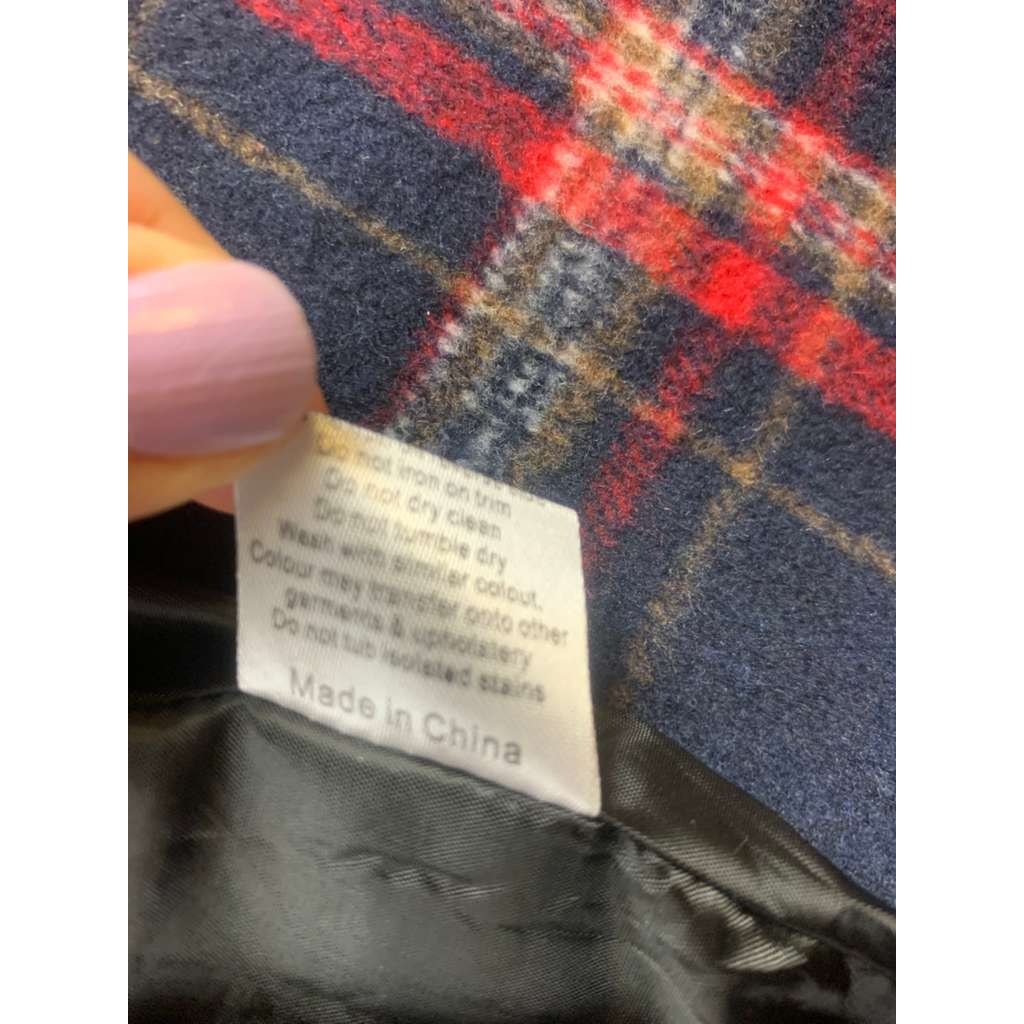 Do not iron on trim
Do not dry clean
Do not tumble dry
Wash with similar colour.
Colour may transfer onto other
garments & upholstery
Do not tub isolated stains
Made in China